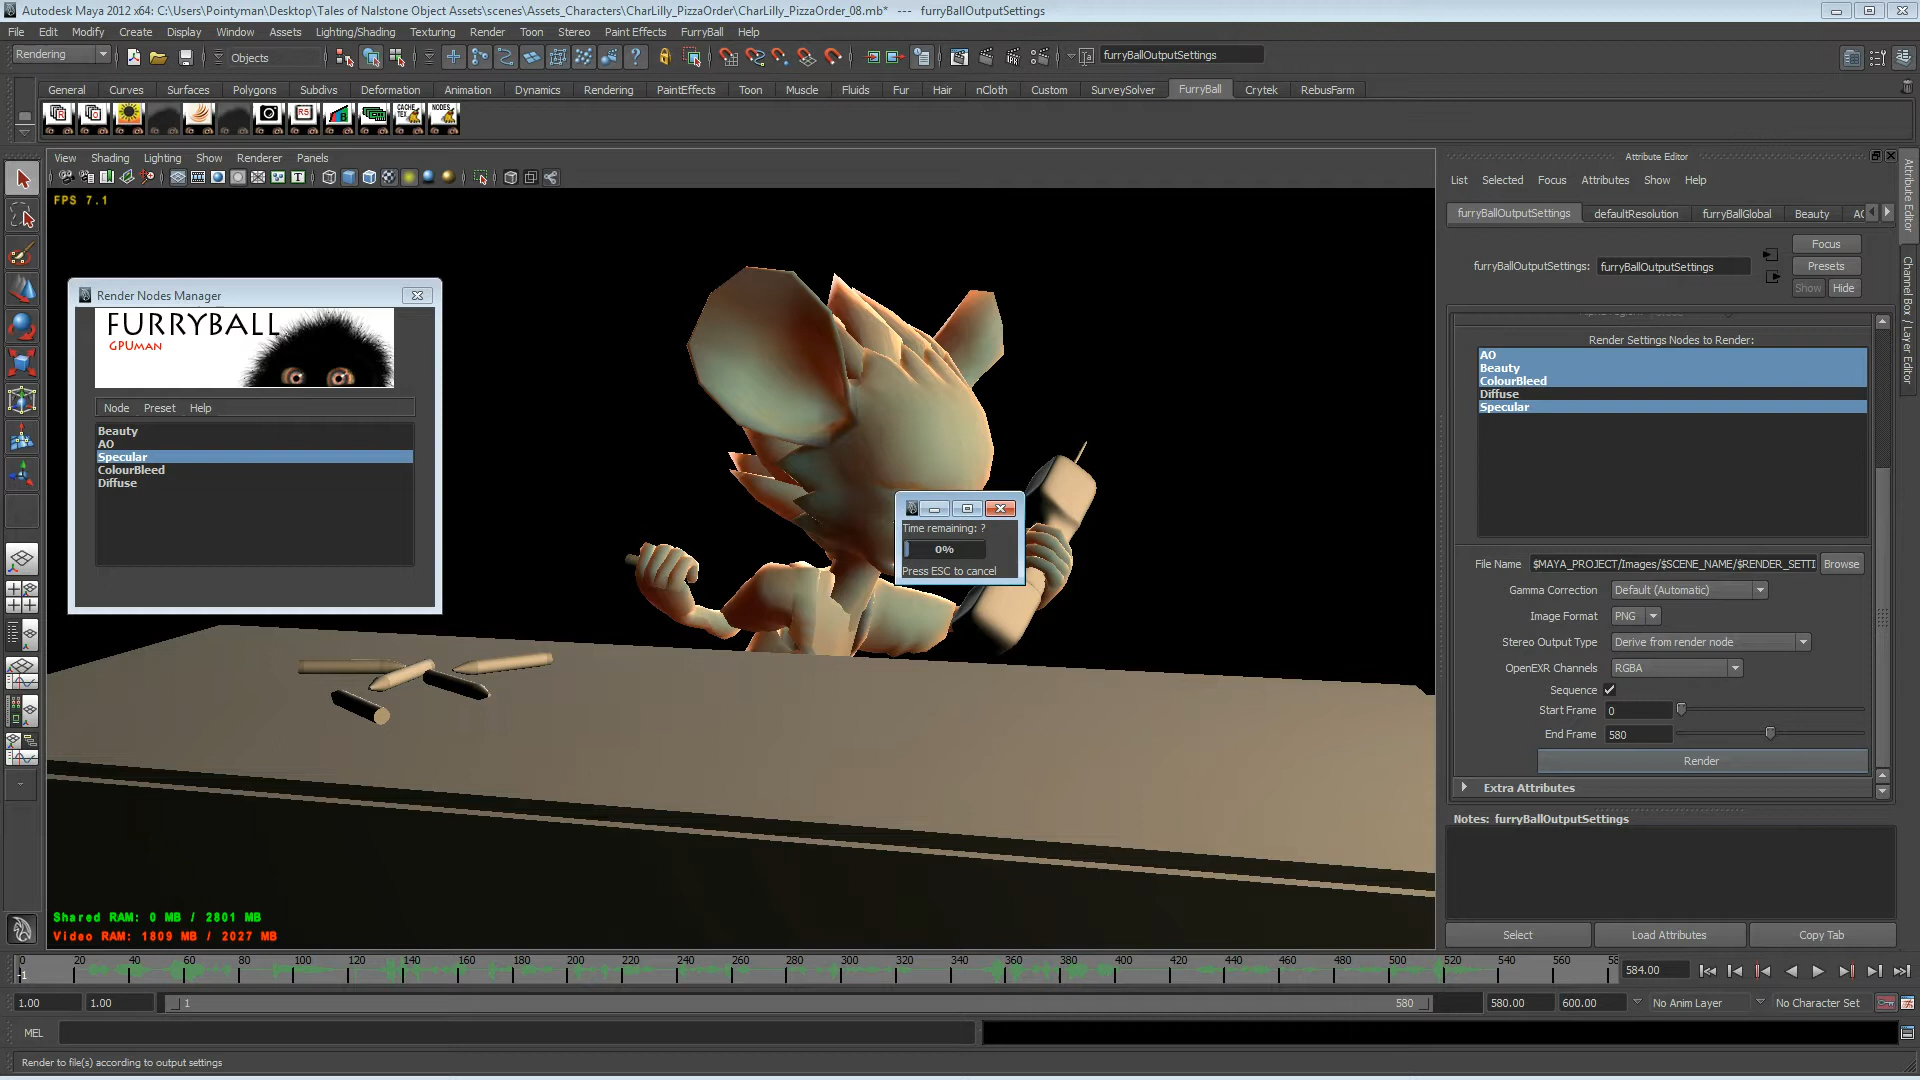 Autodesk Maya 2012 x64: C:\Users\Pointyman\Desktop\Tales of Nalstone Object Assets\scenes\Assets_Characters\CharLilly_PizzaOrder\CharLilly_PizzaOrder_08.mb* --- furryBallOutputSettings
File Edit Modify Create Display Window Assets Lighting/Shading Texturing Render Toon Stereo Paint Effects FurryBall Help
Rendering Objects furryBallOutputSettings
General Curves Surfaces Polygons Subdivs Deformation Animation Dynamics Rendering PaintEffects Toon Muscle Fluids Fur Hair nCloth Custom SurveySolver FurryBall Crytek RebusFarm
View Shading Lighting Show Renderer Panels
FPS 7.1
Render Nodes Manager
FURRYBALL
GPUman
Node Preset Help
Beauty
AO
Specular
ColourBleed
Diffuse
Time remaining: ?
0%
Press ESC to cancel
Shared RAM: 0 MB / 2801 MB
Video RAM: 1809 MB / 2027 MB
Attribute Editor
List Selected Focus Attributes Show Help
furryBallOutputSettings defaultResolution furryBallGlobal Beauty
Focus
furryBallOutputSettings: furryBallOutputSettings
Presets
Show Hide
Render Settings Nodes to Render:
AO
Beauty
ColourBleed
Diffuse
Specular
File Name $MAYA_PROJECT/Images/$SCENE_NAME/$RENDER_SETTI Browse
Gamma Correction Default (Automatic)
Image Format PNG
Stereo Output Type Derive from render node
OpenEXR Channels RGBA
Sequence
Start Frame 0
End Frame 580
Render
Extra Attributes
Notes: furryBallOutputSettings
Select Load Attributes Copy Tab
Attribute Editor
Channel Box / Layer Editor
0 20 40 60 80 100 120 140 160 180 200 220 240 260 280 300 320 340 360 380 400 420 440 460 480 500 520 540 560 58
-1
584.00
1.00 1.00 1 580 580.00 600.00 No Anim Layer No Character Set
MEL
Render to file(s) according to output settings